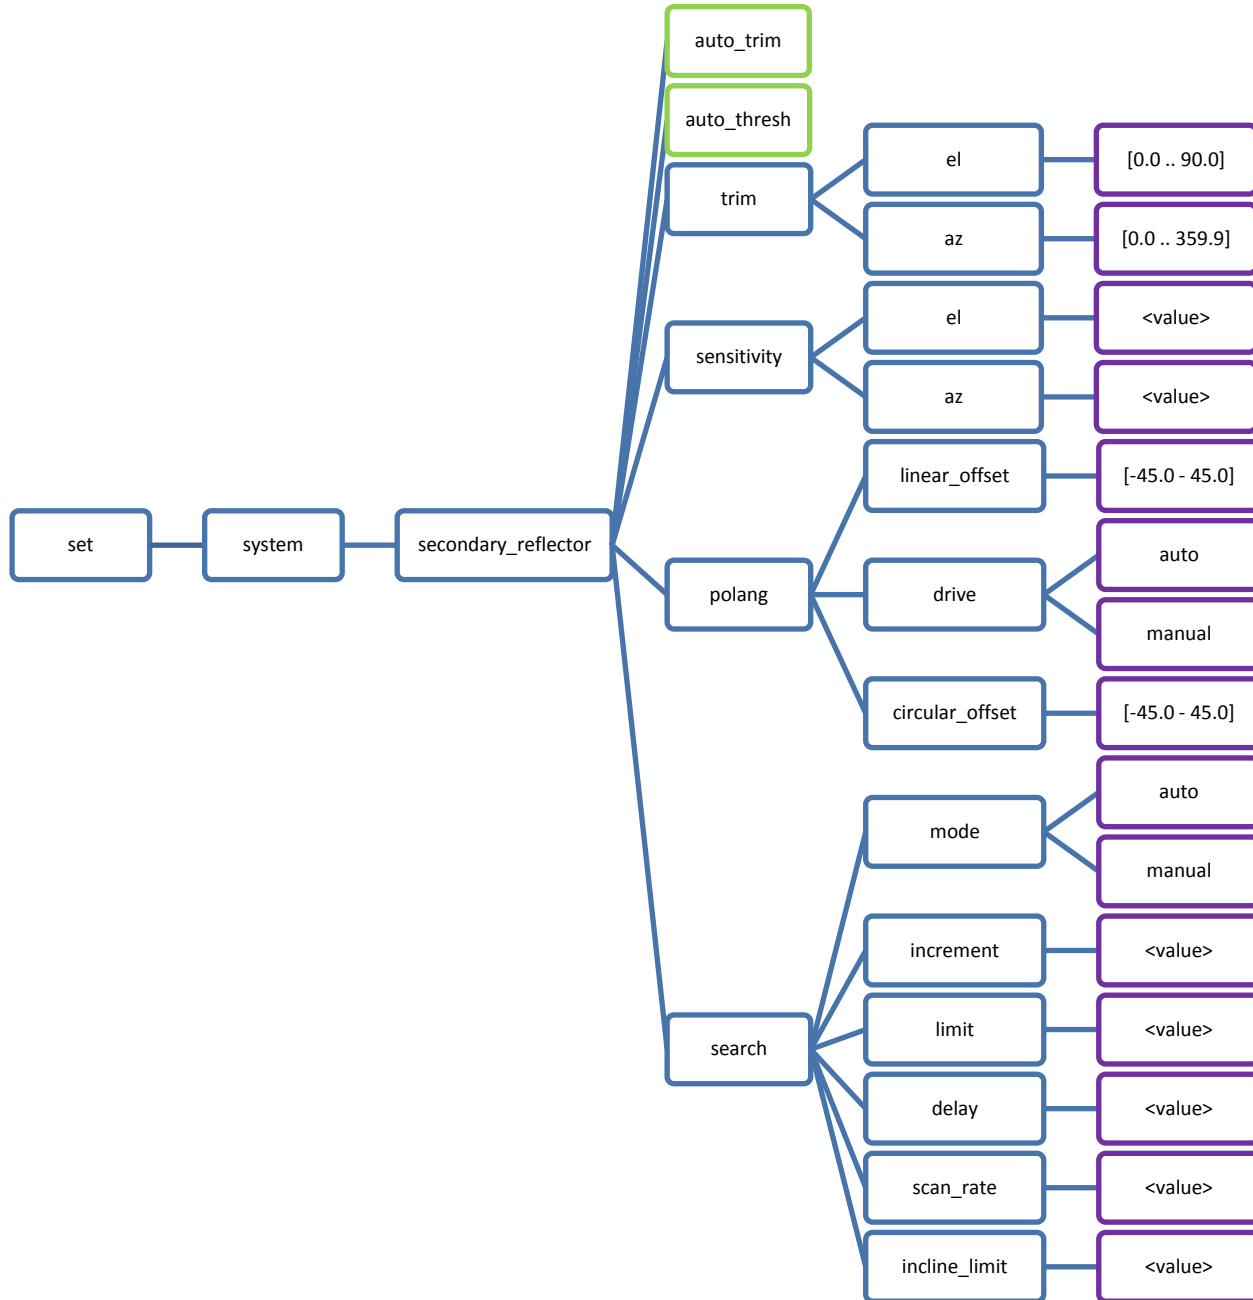 auto_trim
auto_thresh
trim
el
[0.0 .. 90.0]
az
[0.0 .. 359.9]
sensitivity
el
<value>
az
<value>
set
system
secondary_reflector
polang
linear_offset
[-45.0 - 45.0]
drive
auto
manual
circular_offset
[-45.0 - 45.0]
search
mode
auto
manual
increment
<value>
limit
<value>
delay
<value>
scan_rate
<value>
incline_limit
<value>